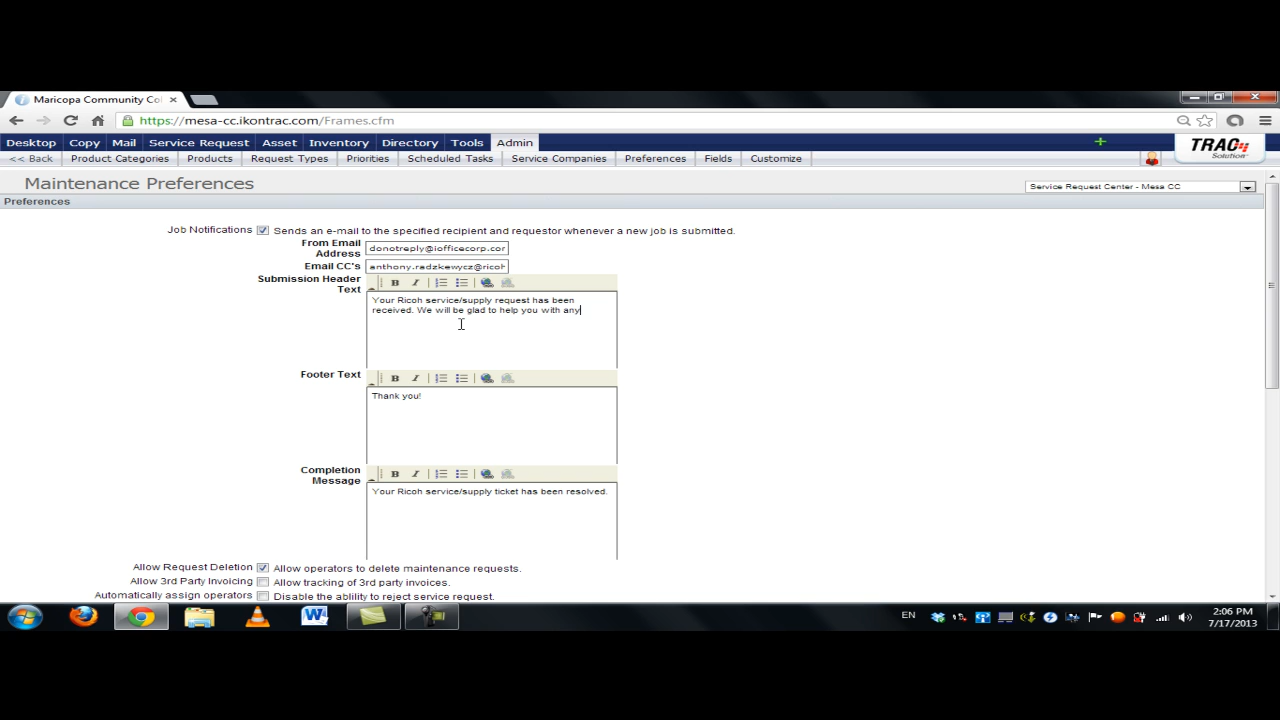 Maricopa Community Col
https://mesa-cc.ikontrac.com/Frames.cfm
Desktop Copy Mail Service Request Asset Inventory Directory Tools Admin
TRAC
Solution
<< Back Product Categories Products Request Types Priorities Scheduled Tasks Service Companies Preferences Fields Customize
Maintenance Preferences
Service Request Center - Mesa CC
Preferences
Job Notifications Sends an e-mail to the specified recipient and requestor whenever a new job is submitted.
From Email
Address
donotreply@iofficecorp.cor
Email CC's anthony.radzkewycz@ricoh
Submission Header
Text
B I
Your Ricoh service/supply request has been
received. We will be glad to help you with any
Footer Text
B I
Thank you!
Completion
Message
B I
Your Ricoh service/supply ticket has been resolved.
Allow Request Deletion Allow operators to delete maintenance requests.
Allow 3rd Party Invoicing Allow tracking of 3rd party invoices.
Automatically assign operators Disable the ablility to reject service request.
EN
2:06 PM
7/17/2013